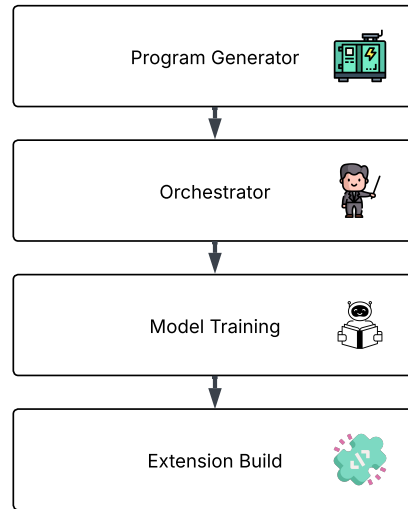 Program Generator
Orchestrator
Model Training
Extension Build